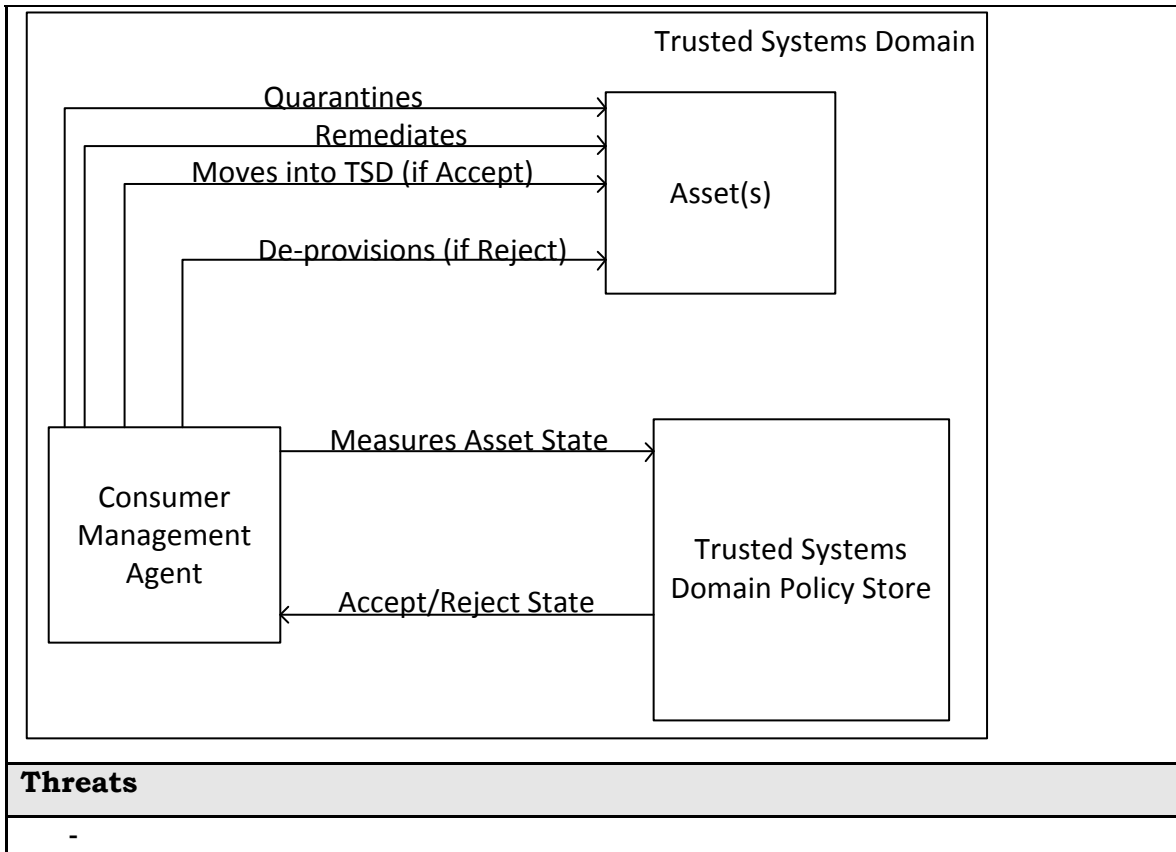 Trusted Systems Domain
Quarantines
Remediates
Moves into TSD (if Accept)
De-provisions (if Reject)
Asset(s)
Measures Asset State
Consumer
Management
Agent
Trusted Systems
Domain Policy Store
Accept/Reject State
Threats
-